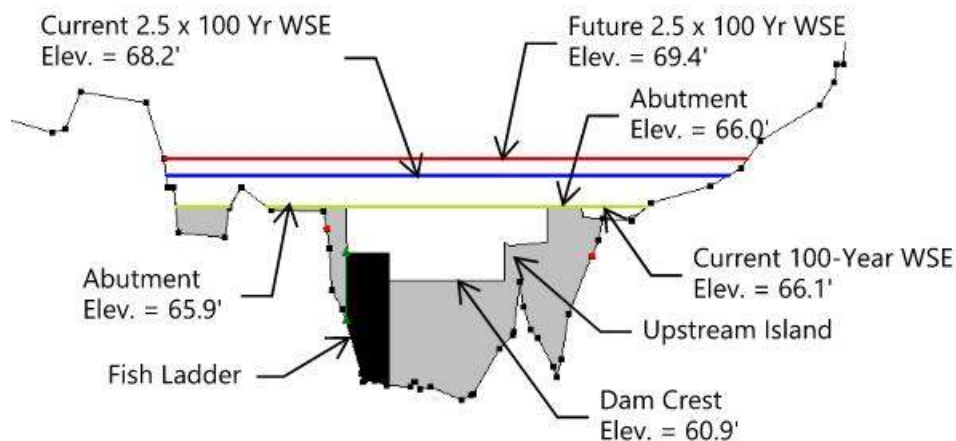 Current 2.5 x 100 Yr WSE
Elev. = 68.2'
Future 2.5 x 100 Yr WSE
Elev. = 69.4'
Abutment
Elev. = 66.0'
Abutment
Elev. = 65.9'
Current 100-Year WSE
Elev. = 66.1'
Upstream Island
Fish Ladder
Dam Crest
Elev. = 60.9'